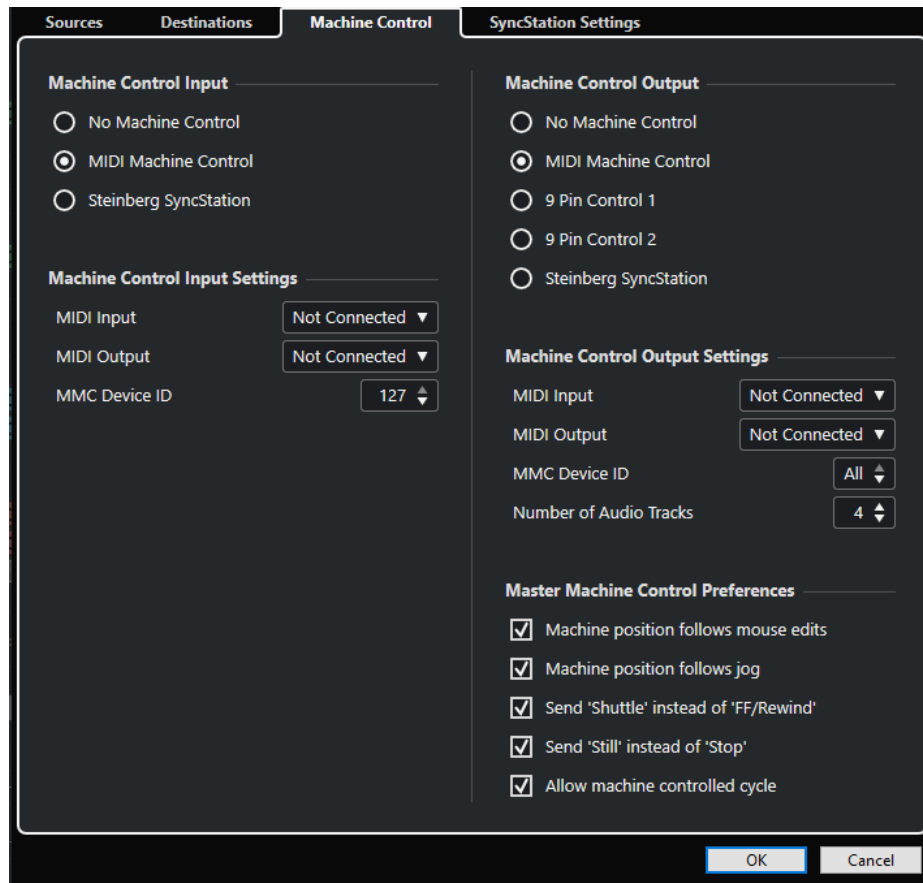 Sources Destinations Machine Control SyncStation Settings
Machine Control Input
No Machine Control
MIDI Machine Control
Steinberg SyncStation
Machine Control Input Settings
MIDI Input Not Connected
MIDI Output Not Connected
MMC Device ID 127
Machine Control Output
No Machine Control
MIDI Machine Control
9 Pin Control 1
9 Pin Control 2
Steinberg SyncStation
Machine Control Output Settings
MIDI Input Not Connected
MIDI Output Not Connected
MMC Device ID All
Number of Audio Tracks 4
Master Machine Control Preferences
Machine position follows mouse edits
Machine position follows jog
Send 'Shuttle' instead of 'FF/Rewind'
Send 'Still' instead of 'Stop'
Allow machine controlled cycle
OK Cancel